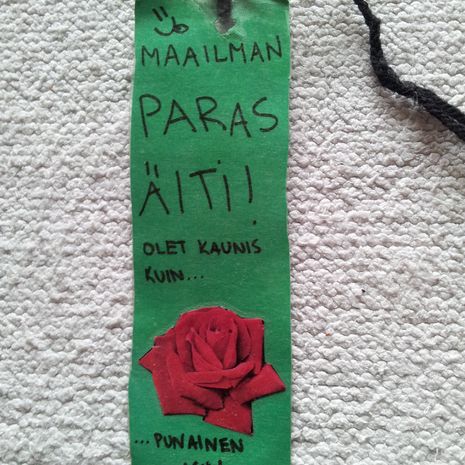 MAAILMAN
PARAS
ÄITI!
OLET KAUNIS
KUIN...
...PUNAINEN